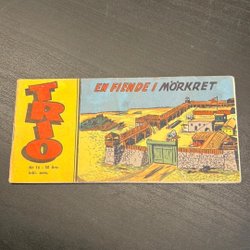 TRIO
EN FIENDE I MÖRKRET